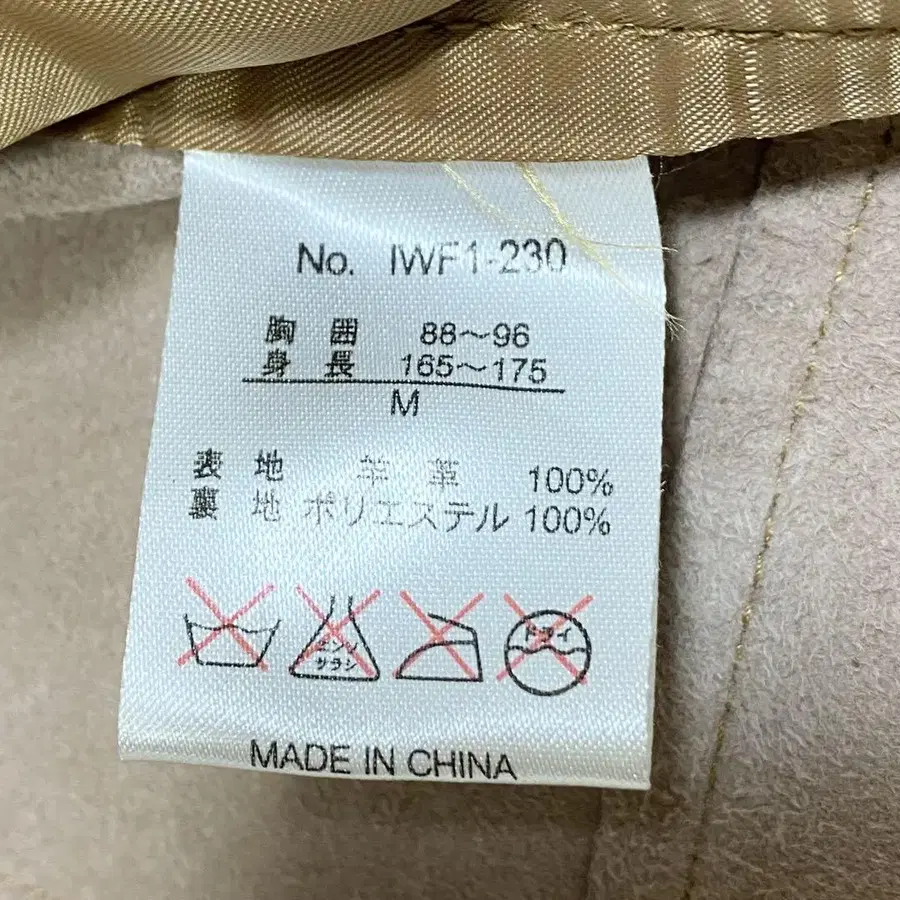 No. IWF1-230
胸 囲 88～96
身 長 165～175
M
表 地 羊 革 100%
裏 地 ポリエステル 100%
エンソ
サラシ
ドライ
MADE IN CHINA